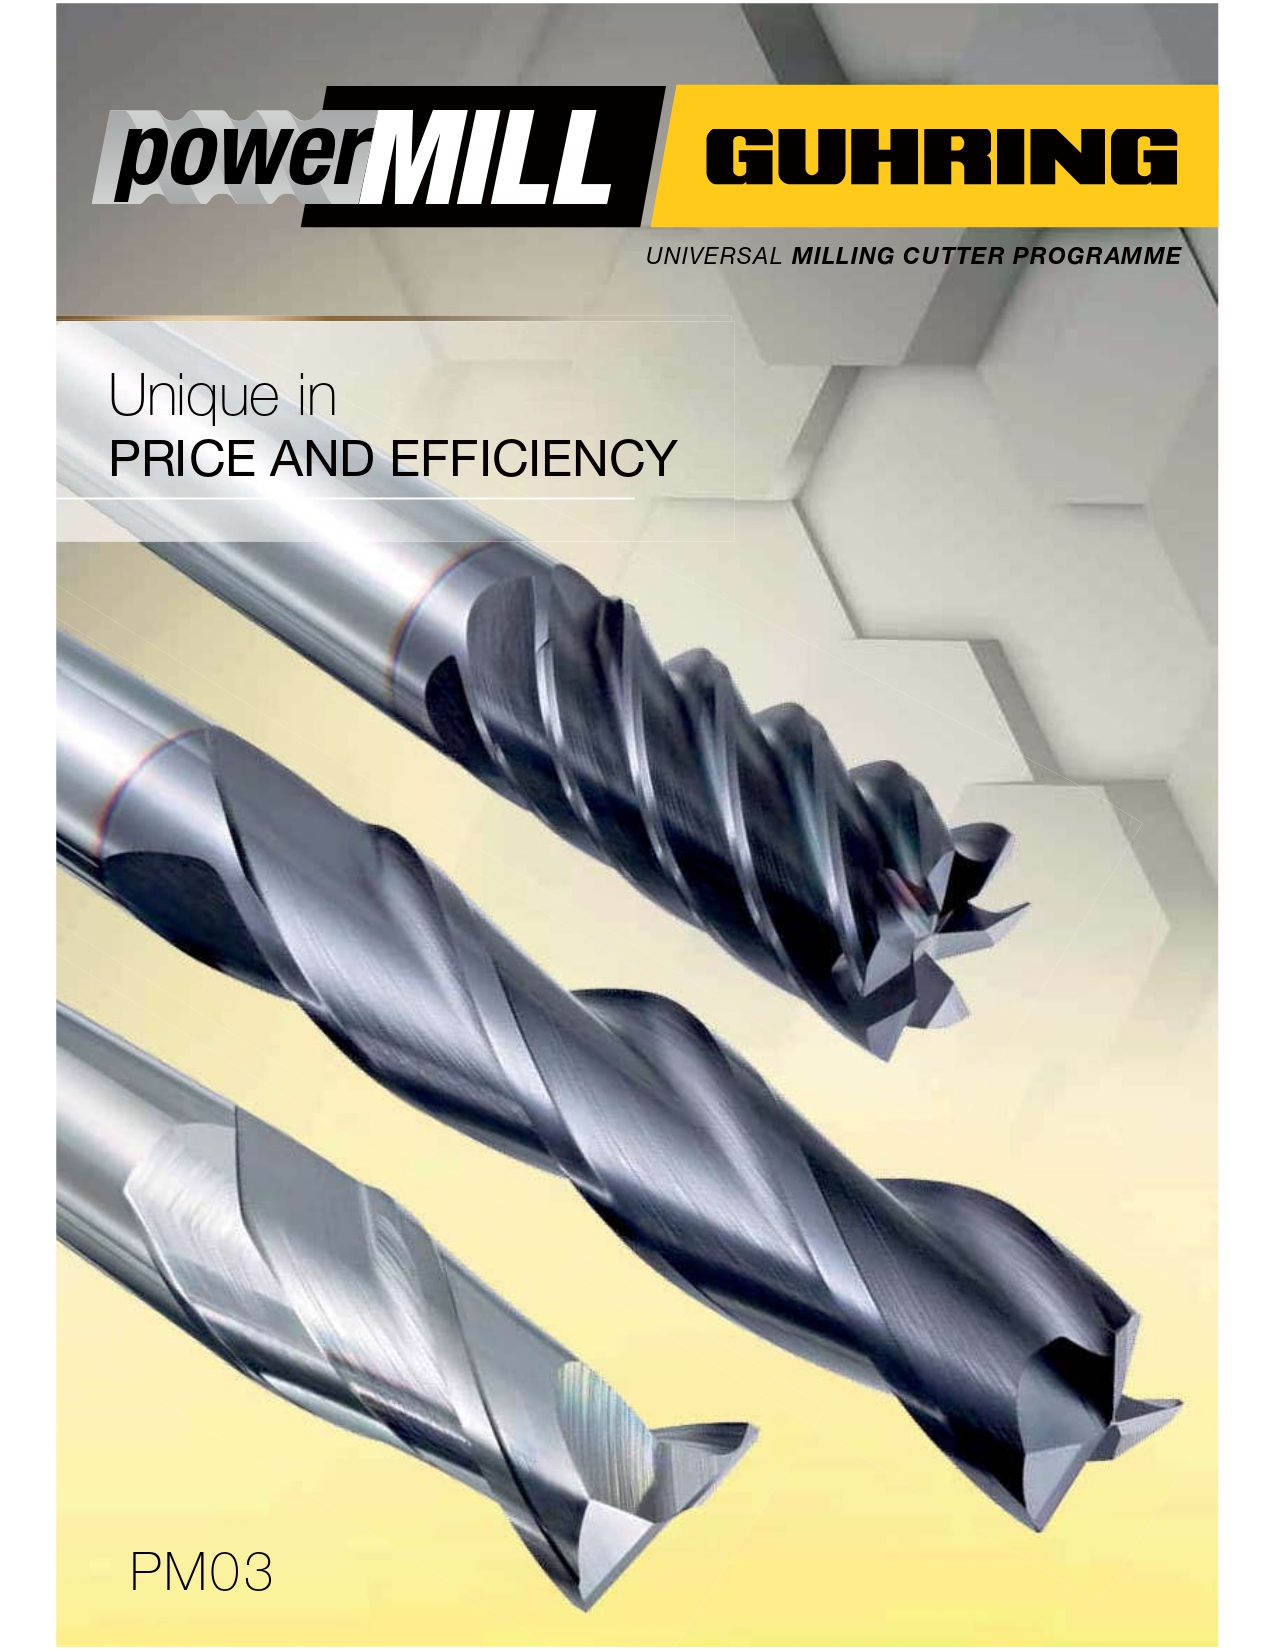 powerMILL GUHRING
UNIVERSAL MILLING CUTTER PROGRAMME
Unique in
PRICE AND EFFICIENCY
PM03